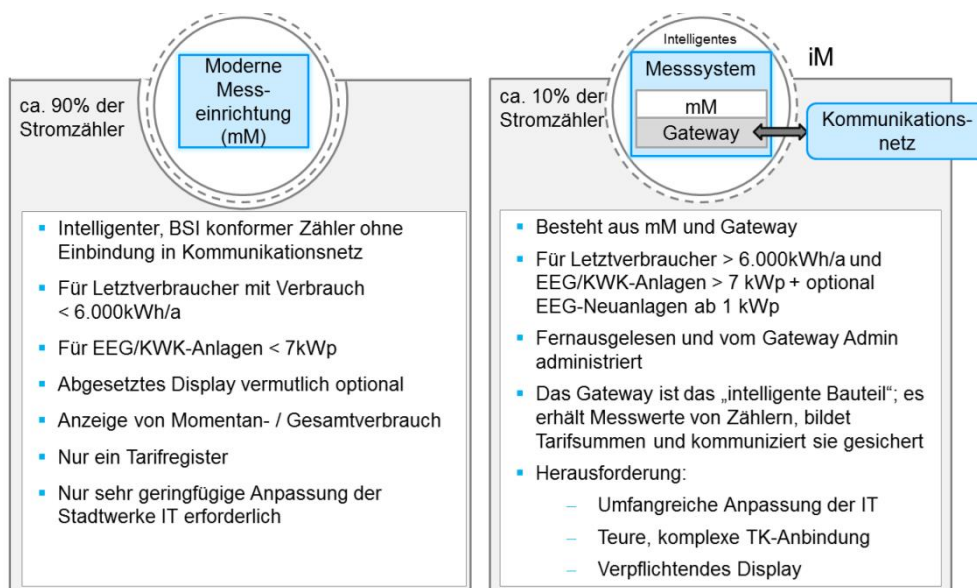 ca. 90% der
Stromzähler
Moderne
Mess-
einrichtung
(mM)
▪ Intelligenter, BSI konformer Zähler ohne
Einbindung in Kommunikationsnetz
▪ Für Letztverbraucher mit Verbrauch
< 6.000kWh/a
▪ Für EEG/KWK-Anlagen < 7kWp
▪ Abgesetztes Display vermutlich optional
▪ Anzeige von Momentan- / Gesamtverbrauch
▪ Nur ein Tarifregister
▪ Nur sehr geringfügige Anpassung der
Stadtwerke IT erforderlich
ca. 10% der
Stromzähler
Intelligentes
Messsystem
mM
Gateway
iM
Kommunikations-
netz
▪ Besteht aus mM und Gateway
▪ Für Letztverbraucher > 6.000kWh/a und
EEG/KWK-Anlagen > 7 kWp + optional
EEG-Neuanlagen ab 1 kWp
▪ Fernausgelesen und vom Gateway Admin
administriert
▪ Das Gateway ist das „intelligente Bauteil“; es
erhält Messwerte von Zählern, bildet
Tarifsummen und kommuniziert sie gesichert
▪ Herausforderung:
– Umfangreiche Anpassung der IT
– Teure, komplexe TK-Anbindung
– Verpflichtendes Display